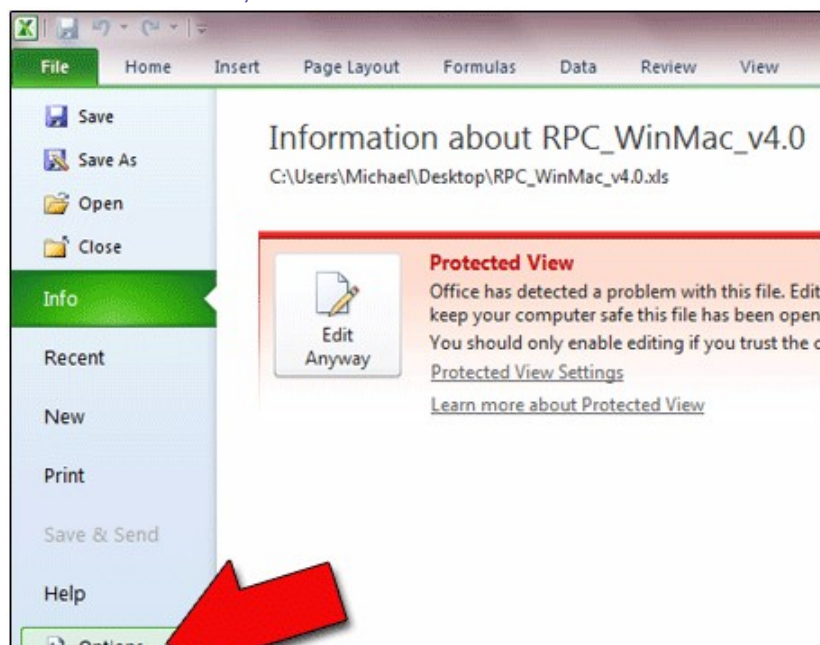 File Home Insert Page Layout Formulas Data Review View
Save
Save As
Open
Close
Info
Recent
New
Print
Save & Send
Help
Options
Information about RPC_WinMac_v4.0
C:\Users\Michael\Desktop\RPC_WinMac_v4.0.xls
Edit
Anyway
Protected View
Office has detected a problem with this file. Edit
keep your computer safe this file has been open
You should only enable editing if you trust the
Protected View Settings
Learn more about Protected View